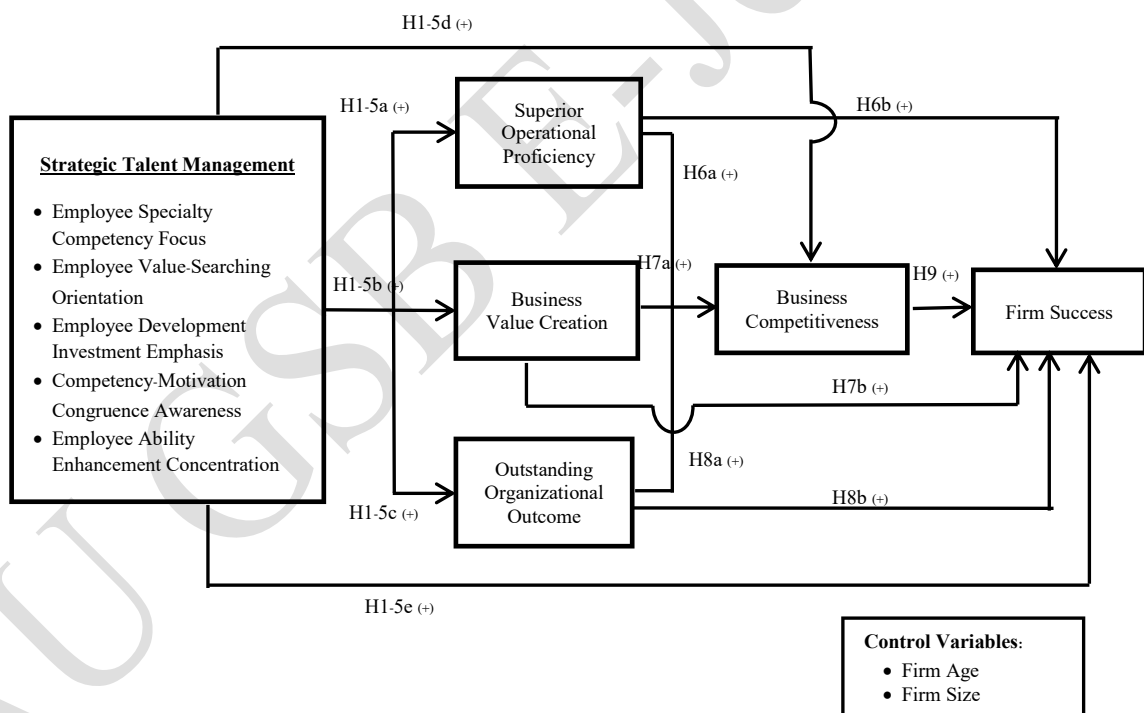 H1-5d (+)
H1-5a (+)
Superior
Operational
Proficiency
H6b (+)
H6a (+)
Strategic Talent Management
• Employee Specialty
Competency Focus
• Employee Value-Searching
Orientation
• Employee Development
Investment Emphasis
• Competency-Motivation
Congruence Awareness
• Employee Ability
Enhancement Concentration
H1-5b (+)
Business
Value Creation
H7a (+)
Business
Competitiveness
H9 (+)
Firm Success
H7b (+)
H8a (+)
Outstanding
Organizational
Outcome
H8b (+)
H1-5c (+)
H1-5e (+)
Control Variables:
• Firm Age
• Firm Size
AU GSB E-J